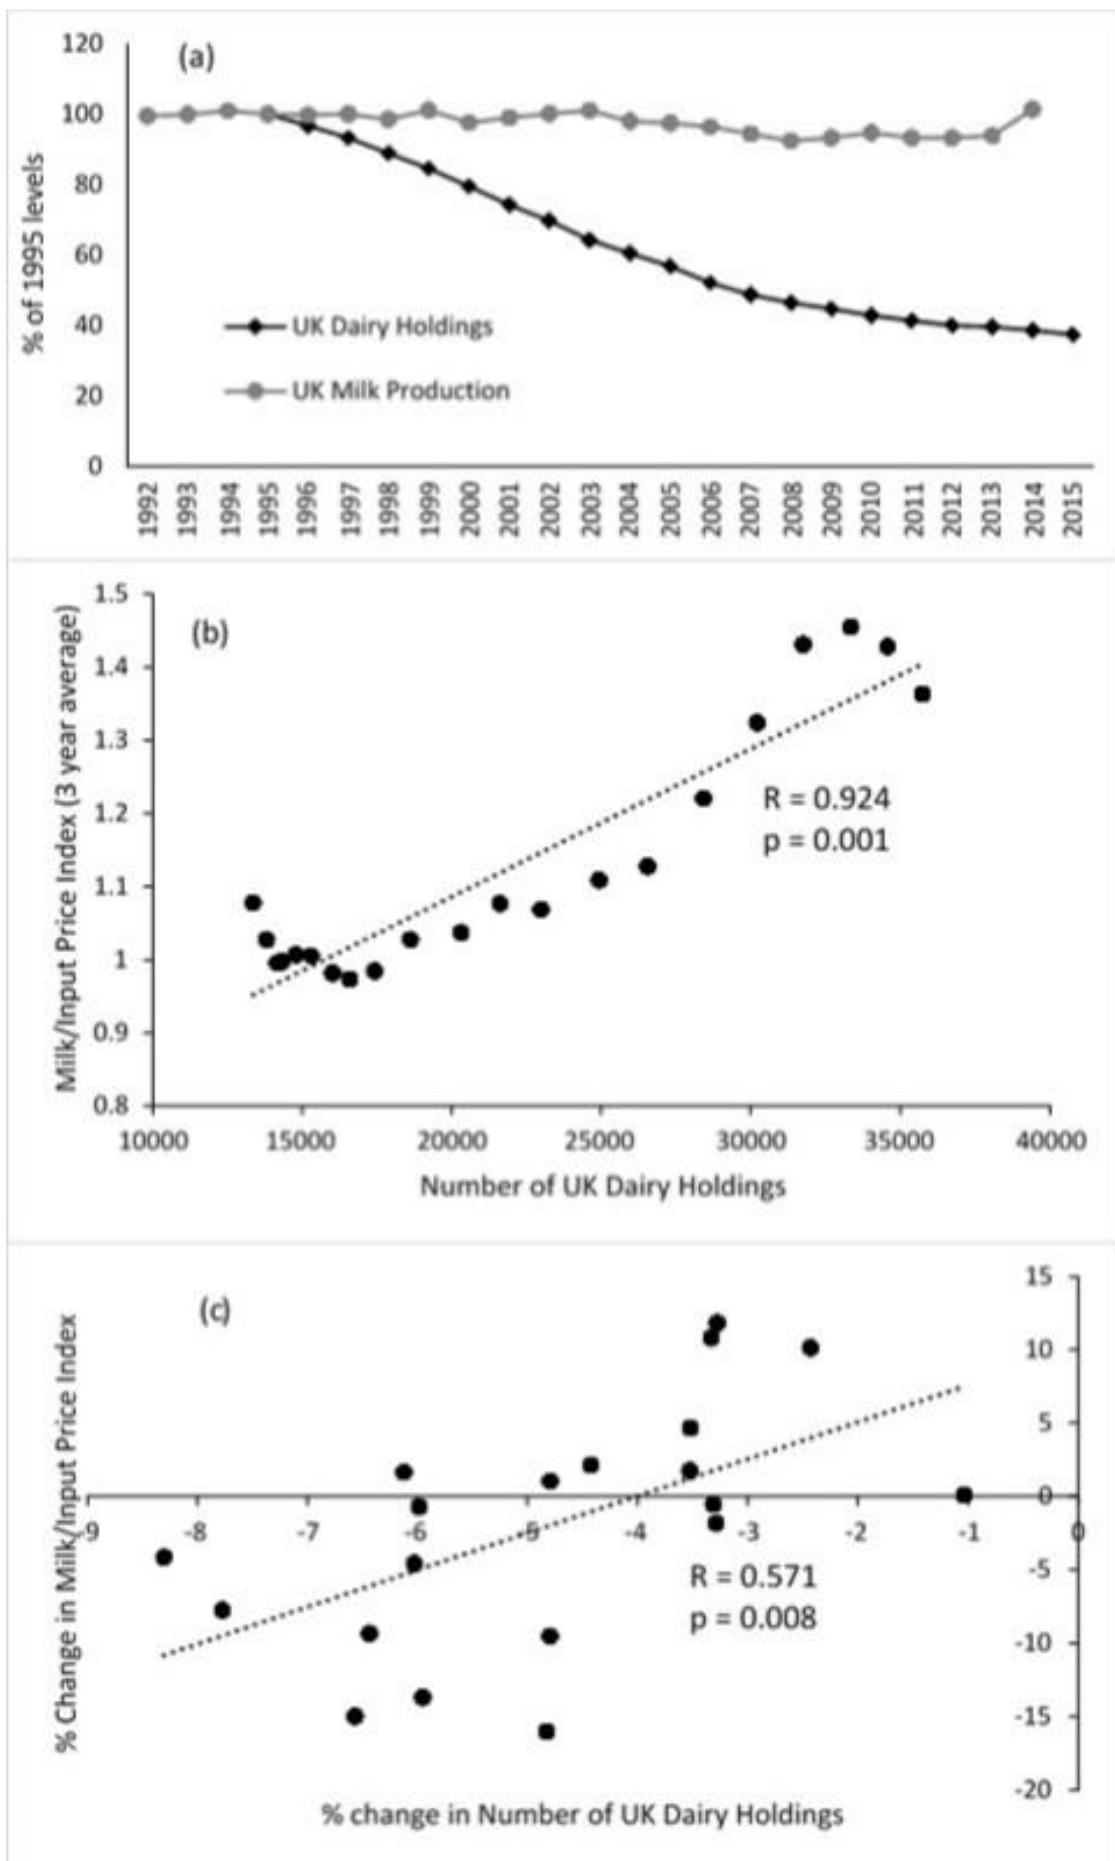 (a)
120
100
80
60
40
20
0
% of 1995 levels
UK Dairy Holdings
UK Milk Production
1992 1993 1994 1995 1996 1997 1998 1999 2000 2001 2002 2003 2004 2005 2006 2007 2008 2009 2010 2011 2012 2013 2014 2015
(b)
1.5
1.4
1.3
1.2
1.1
1
0.9
0.8
Milk/Input Price Index (3 year average)
R = 0.924
p = 0.001
10000 15000 20000 25000 30000 35000 40000
Number of UK Dairy Holdings
(c)
% Change in Milk/Input Price Index
15
10
5
0
-9 -8 -7 -6 -5 -4 -3 -2 -1 0
-5
-10
-15
-20
R = 0.571
p = 0.008
% change in Number of UK Dairy Holdings